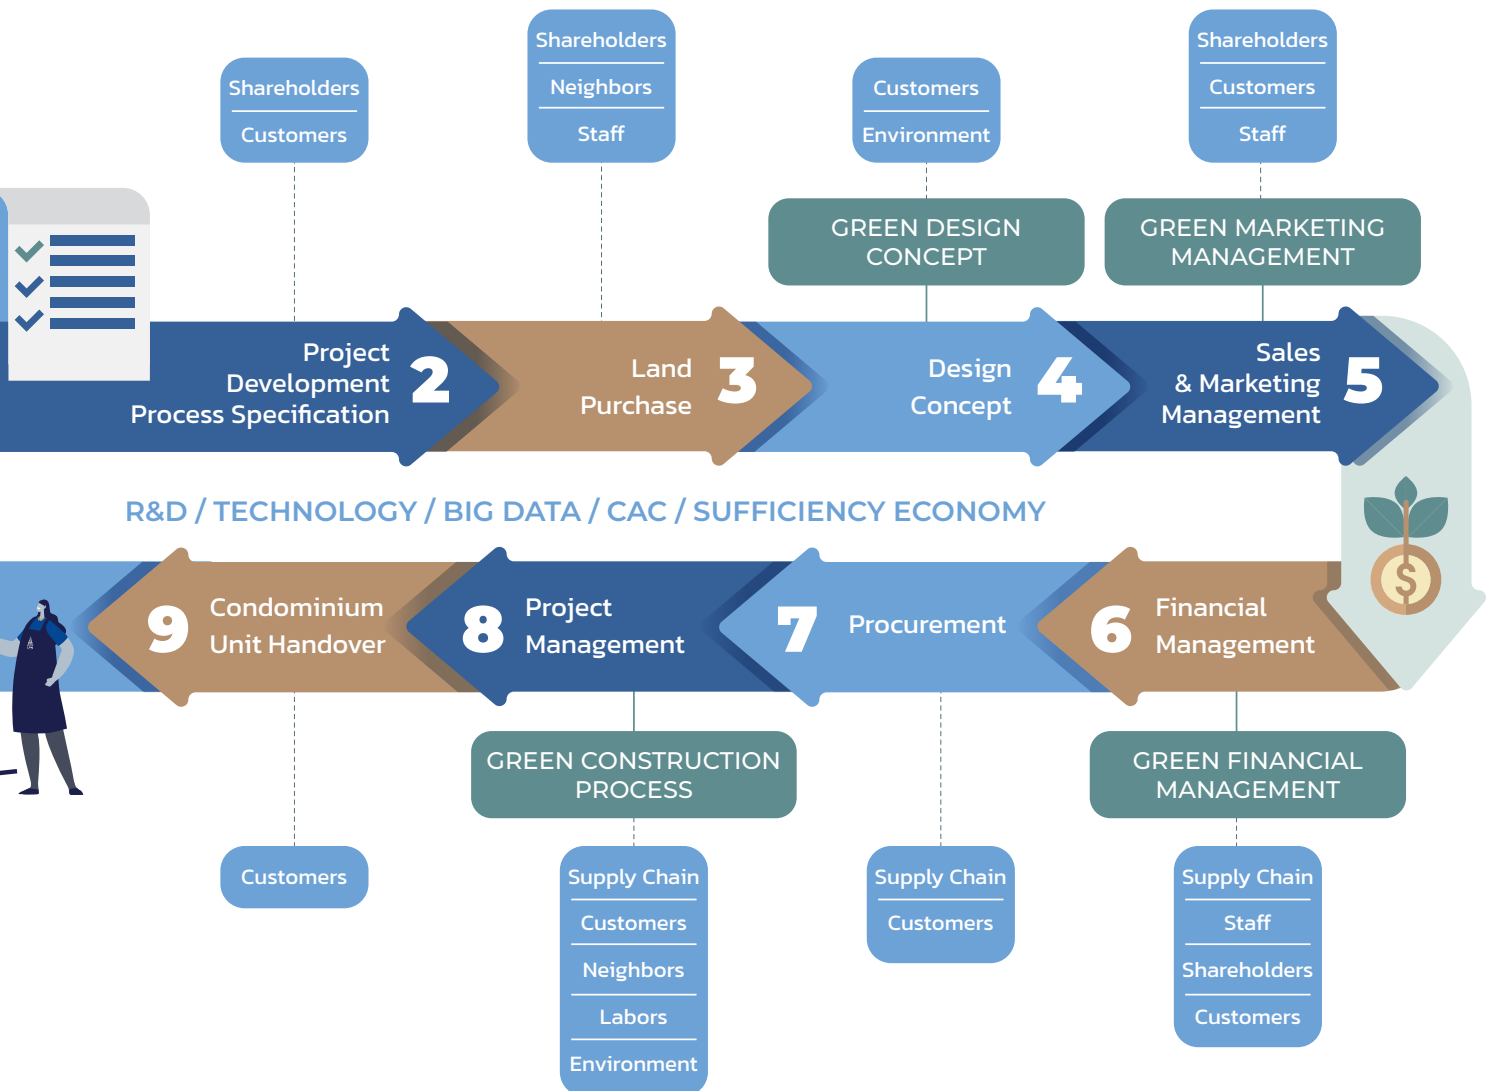 Shareholders
Customers
Shareholders
Neighbors
Staff
Customers
Environment
Shareholders
Customers
Staff
GREEN DESIGN
CONCEPT
GREEN MARKETING
MANAGEMENT
Project
Development
Process Specification
2
Land
Purchase
3
Design
Concept
4
Sales
& Marketing
Management
5
R&D / TECHNOLOGY / BIG DATA / CAC / SUFFICIENCY ECONOMY
9
Condominium
Unit Handover
8
Project
Management
7
Procurement
6
Financial
Management
$
GREEN CONSTRUCTION
PROCESS
GREEN FINANCIAL
MANAGEMENT
Customers
Supply Chain
Customers
Neighbors
Labors
Environment
Supply Chain
Customers
Supply Chain
Staff
Shareholders
Customers